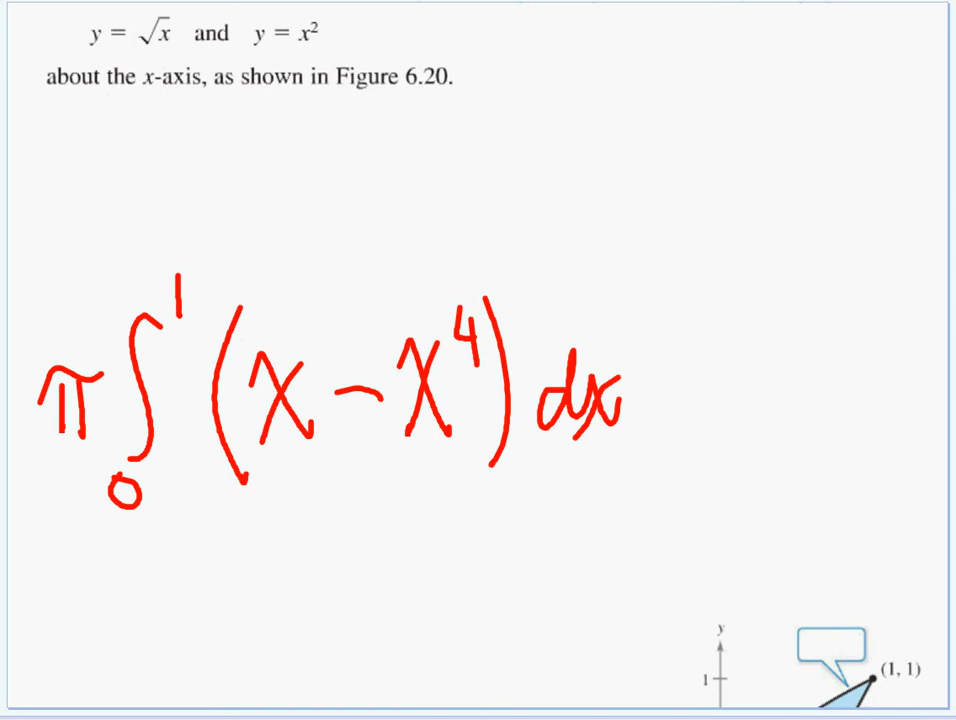 y = √x and y = x²
about the x-axis, as shown in Figure 6.20.
π∫₀¹ (x − x⁴) dx
y
(1, 1)
1